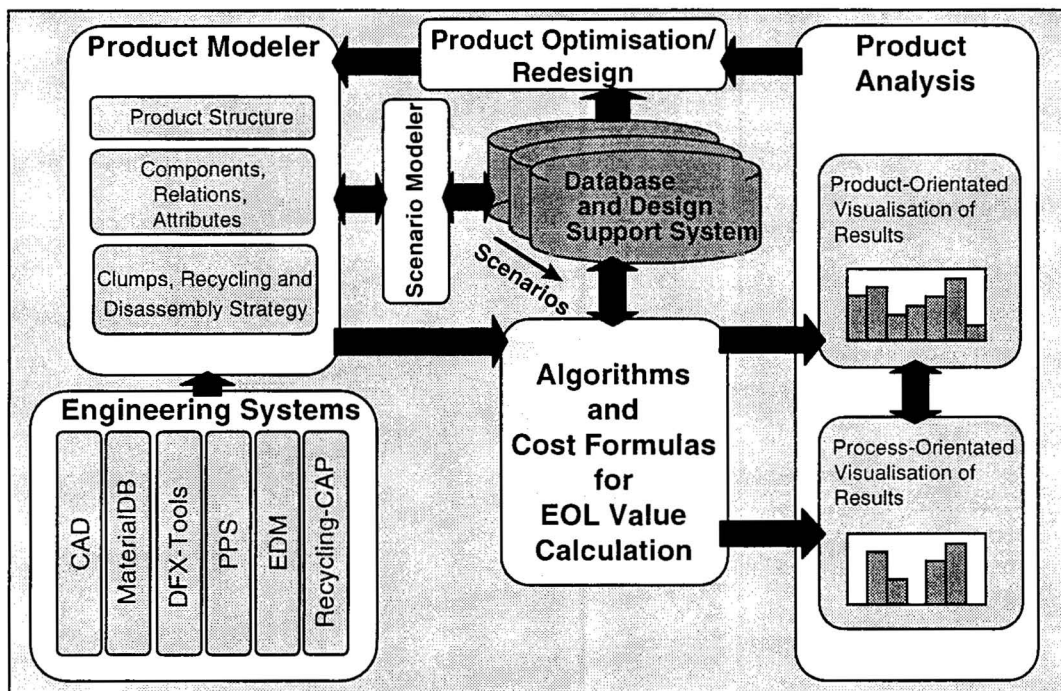 Product Modeler
Product Structure
Components,
Relations,
Attributes
Clumps, Recycling and
Disassembly Strategy
Engineering Systems
CAD
MaterialDB
DFX-Tools
PPS
EDM
Recycling-CAP
Product Optimisation/
Redesign
Scenario Modeler
Database
and Design
Support System
Scenarios
Algorithms
and
Cost Formulas
for
EOL Value
Calculation
Product
Analysis
Product-Orientated
Visualisation of
Results
Process-Orientated
Visualisation of
Results